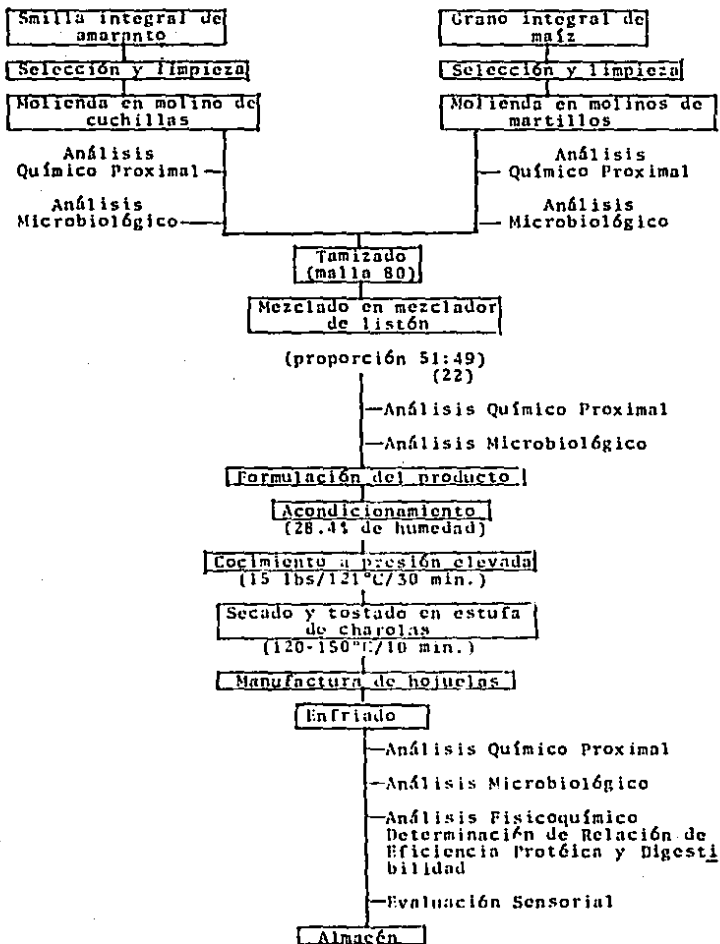 Smilla integral de
amaranto
Selección y limpieza
Molienda en molino de
cuchillas
Análisis
Químico Proximal
Análisis
Microbiológico
Grano integral de
maíz
Selección y limpieza
Molienda en molinos de
martillos
Análisis
Químico Proximal
Análisis
Microbiológico
Tamizado
(malla 80)
Mezclado en mezclador
de listón
(proporción 51:49)
(22)
Análisis Químico Proximal
Análisis Microbiológico
Formulación del producto
Acondicionamiento
(28.4% de humedad)
Cocimiento a presión elevada
(15 lbs/121°C/30 min.)
Secado y tostado en estufa
de charolas
(120-150°C/10 min.)
Manufactura de hojuelas
Enfriado
Análisis Químico Proximal
Análisis Microbiológico
Análisis Fisicoquímico
Determinación de Relación de
Eficiencia Protéica y Digesti
bilidad
Evaluación Sensorial
Almacén